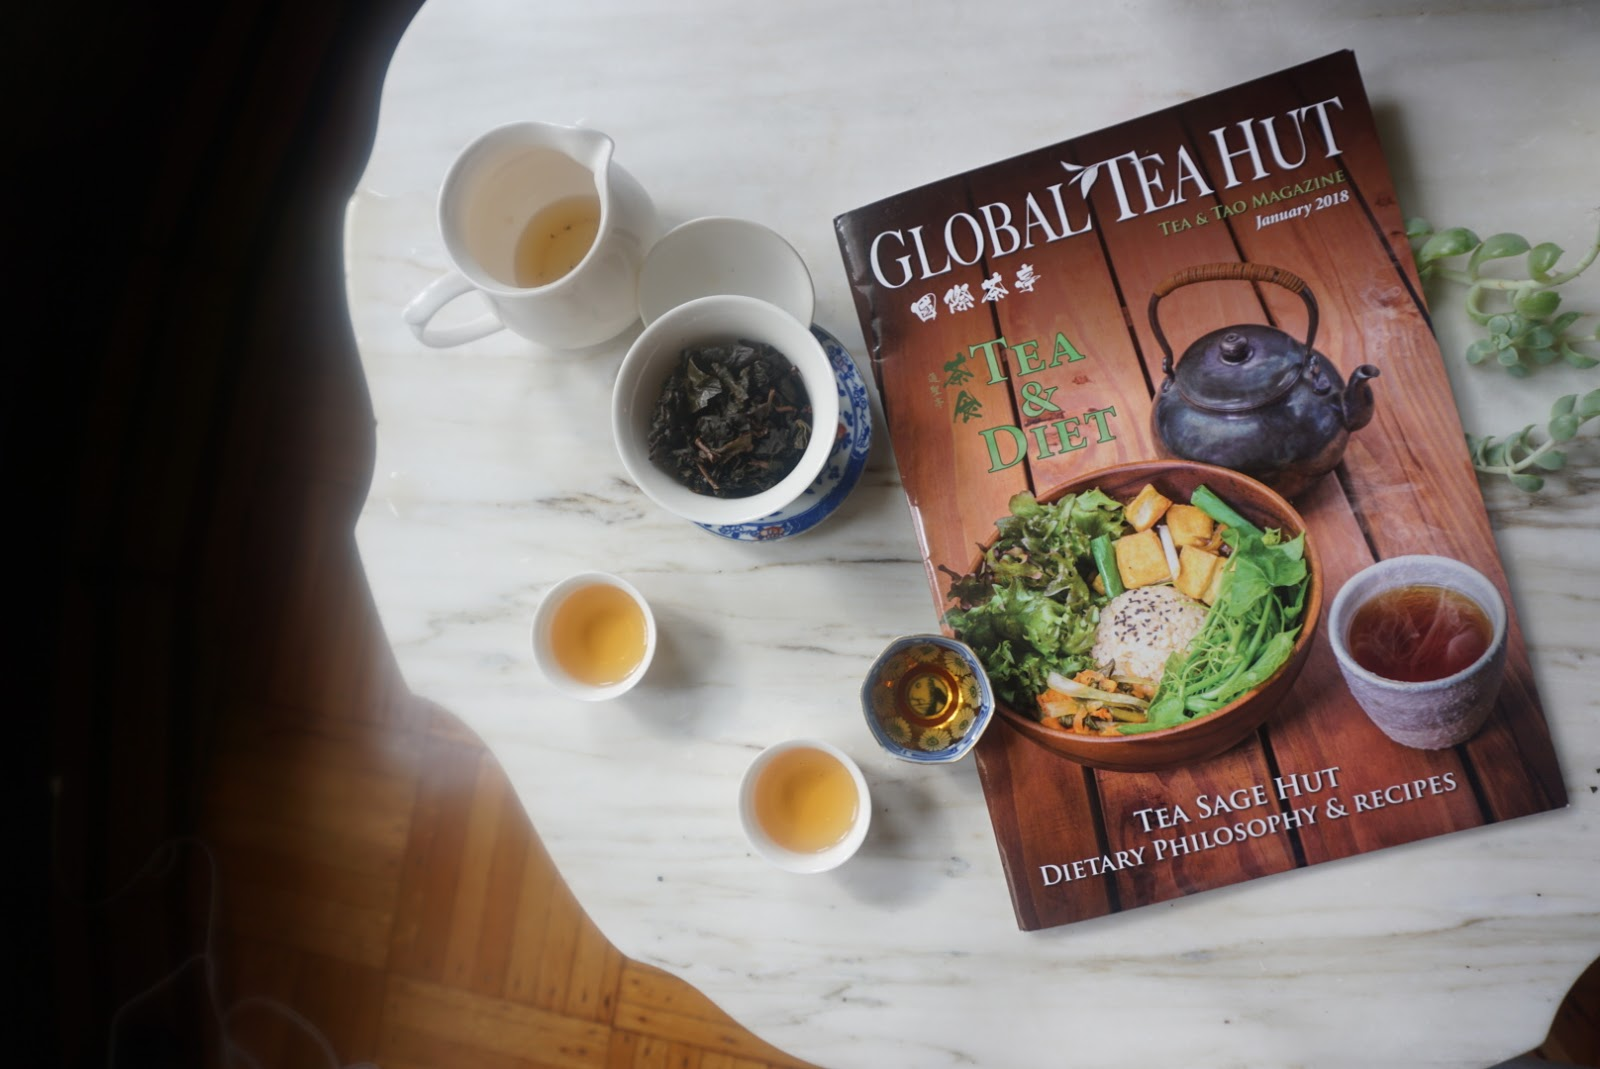 GLOBAL TEA HUT
TEA & TAO MAGAZINE
January 2018
國際茶亭
茶食
TEA
&
DIET
TEA SAGE HUT
DIETARY PHILOSOPHY & RECIPES